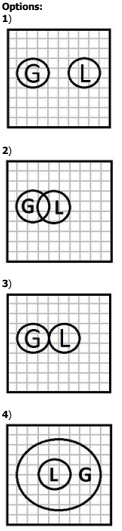 Options:
1)
G L
2)
G L
3)
G L
4)
L G